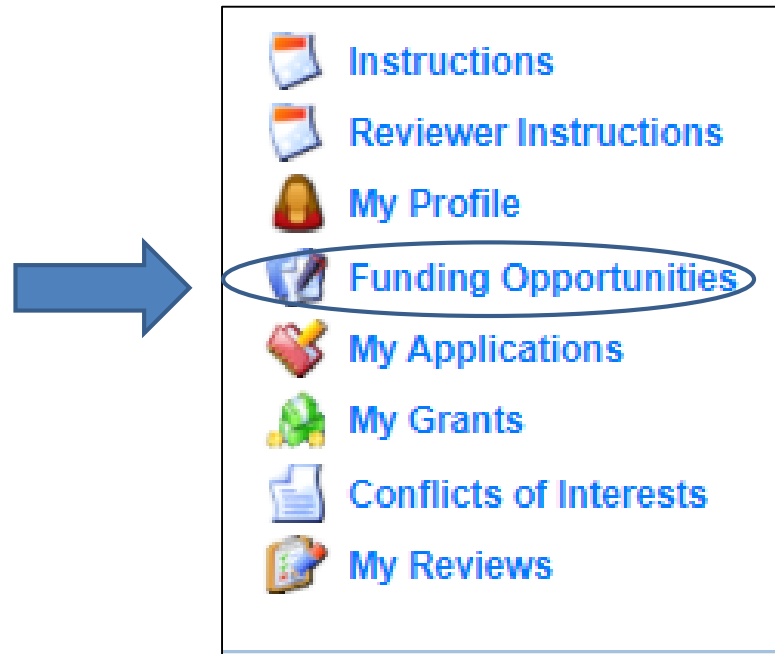 Instructions
Reviewer Instructions
My Profile
Funding Opportunities
My Applications
My Grants
Conflicts of Interests
My Reviews